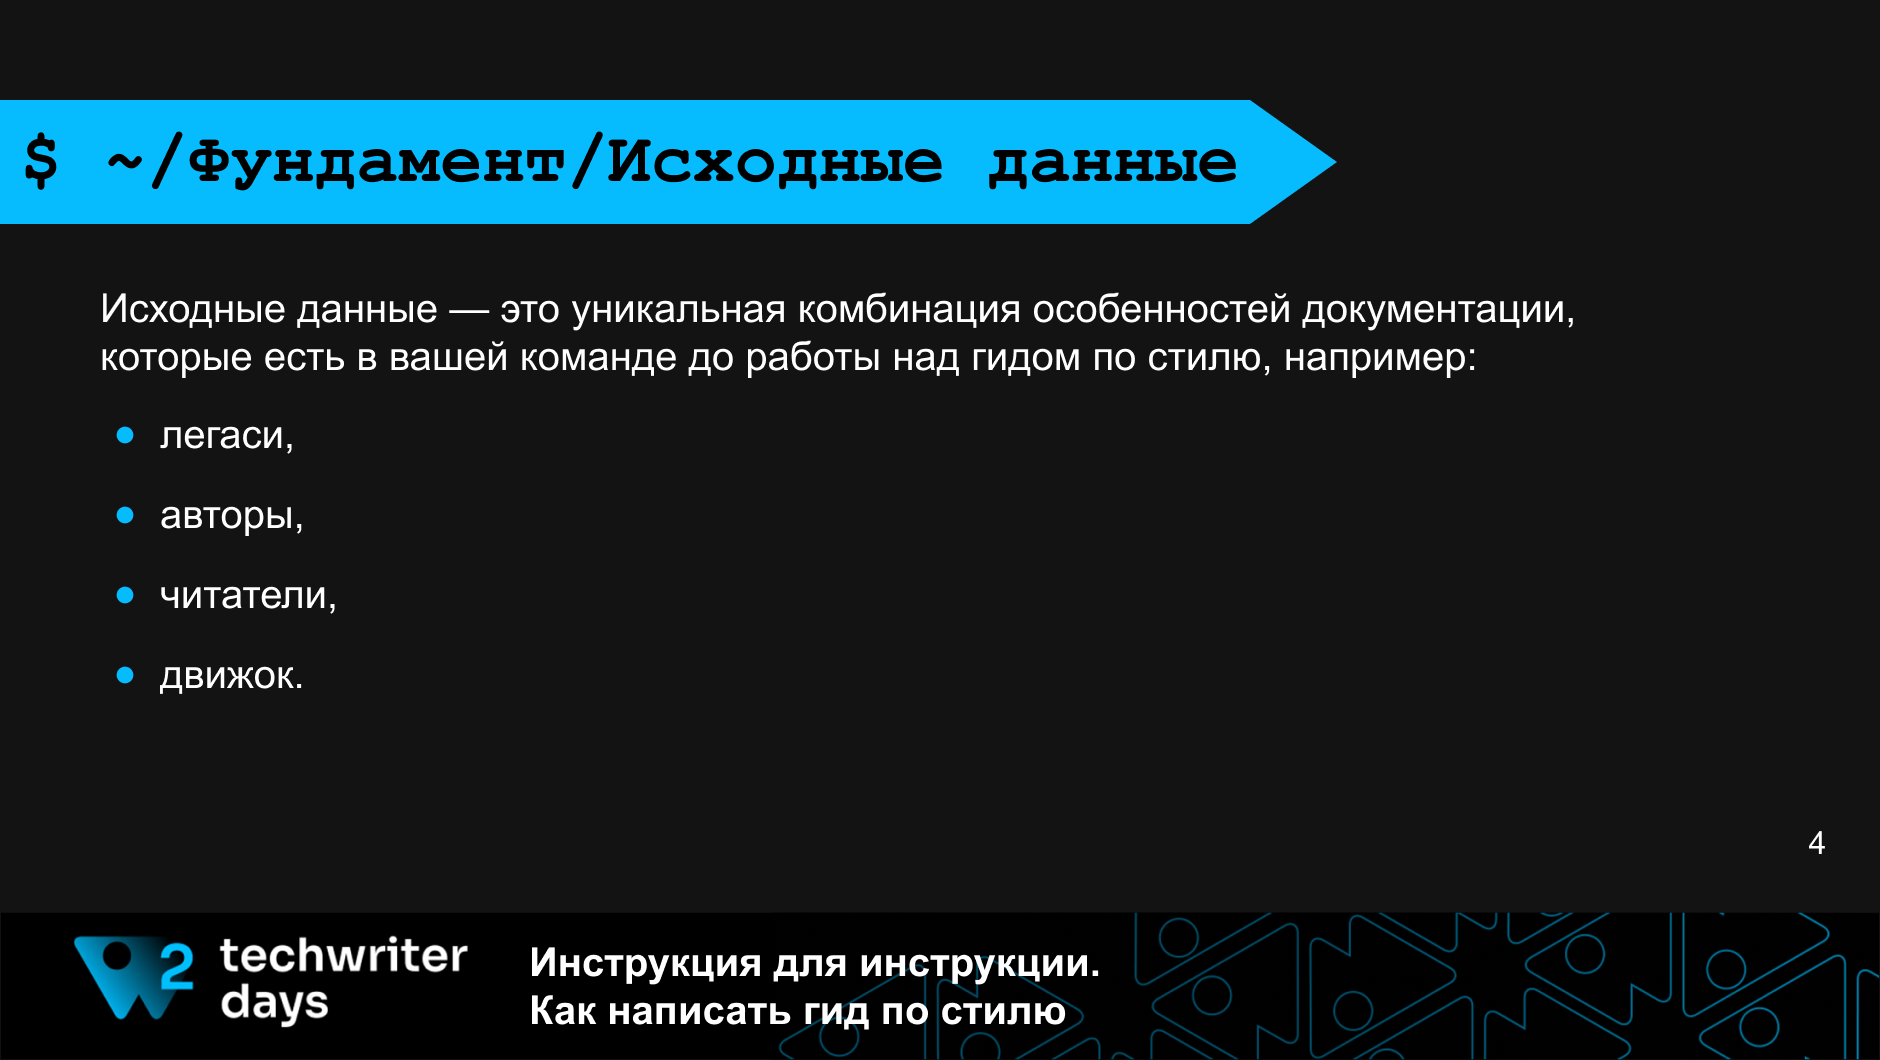 $ ~/Фундамент/Исходные данные
Исходные данные — это уникальная комбинация особенностей документации,
которые есть в вашей команде до работы над гидом по стилю, например:
● легаси,
● авторы,
● читатели,
● движок.
4
2 techwriter
days
Инструкция для инструкции.
Как написать гид по стилю